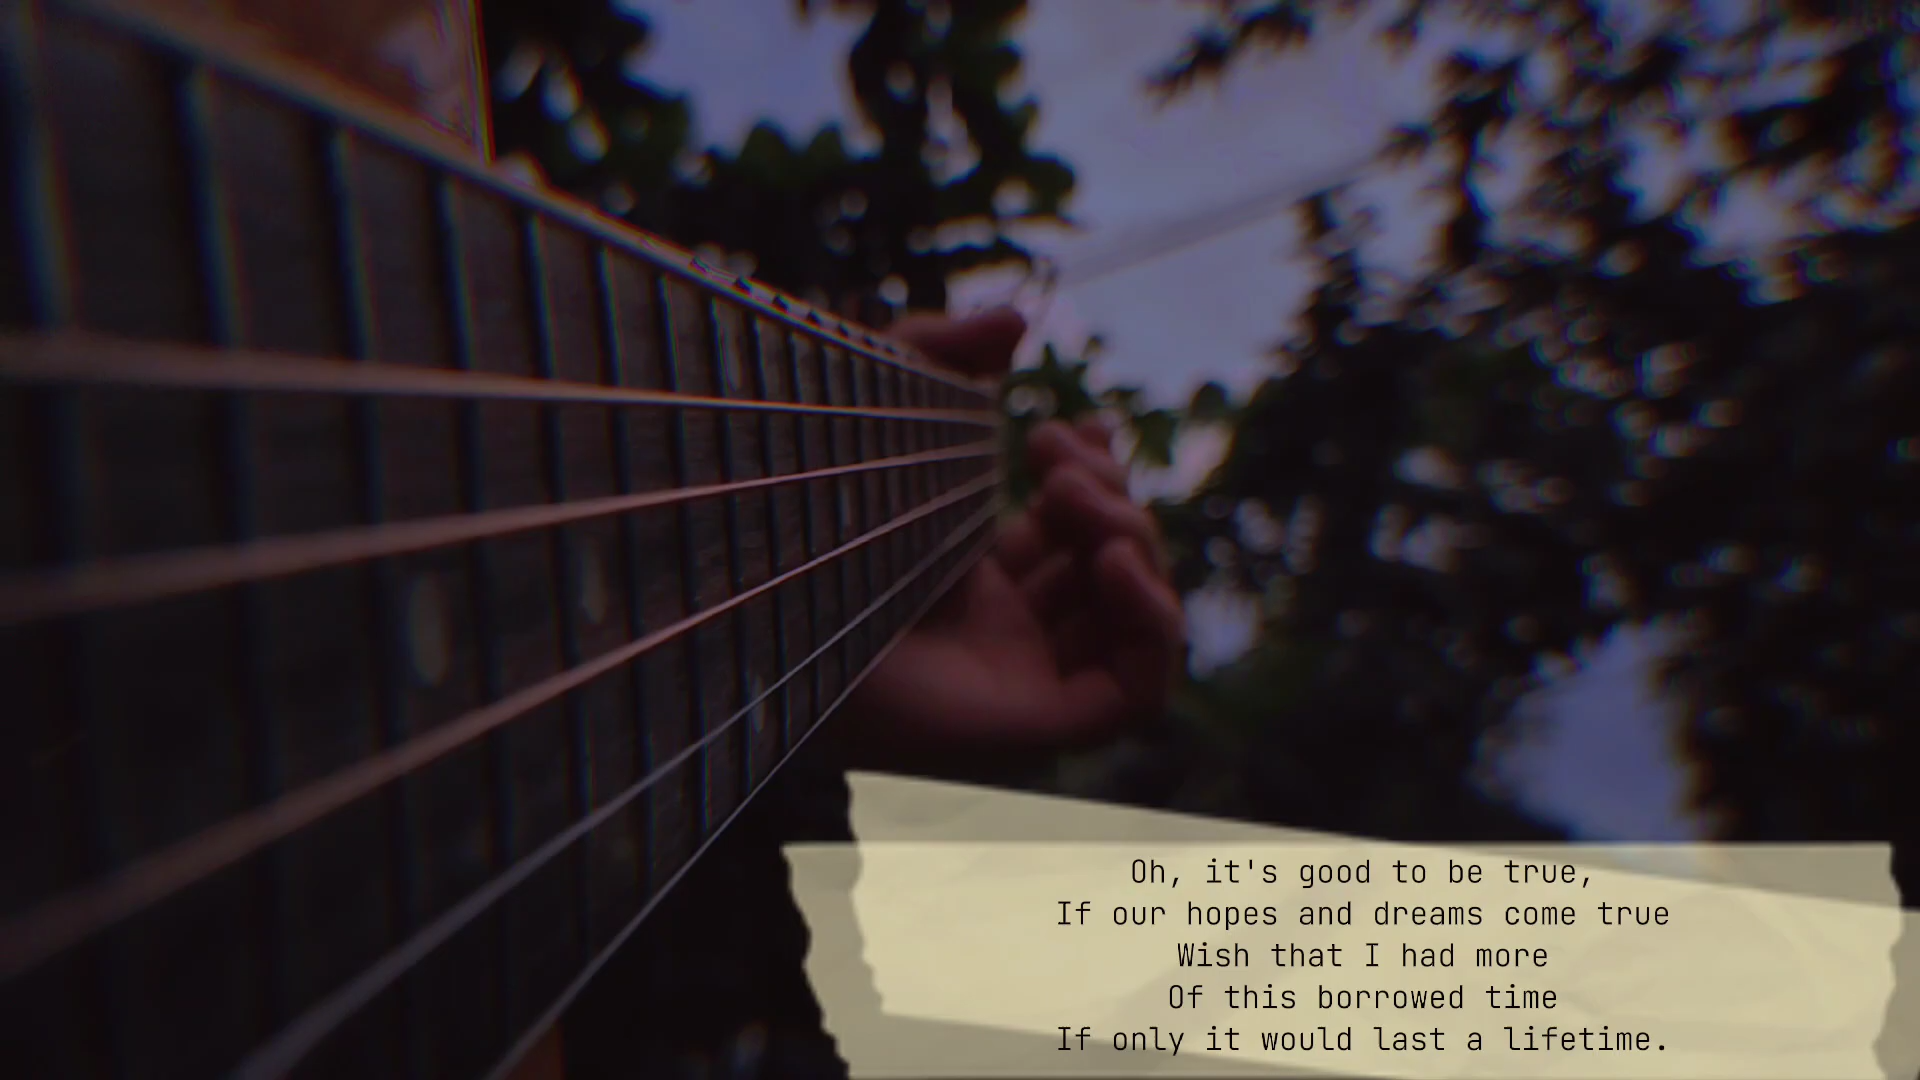 Oh, it's good to be true,
If our hopes and dreams come true
Wish that I had more
Of this borrowed time
If only it would last a lifetime.